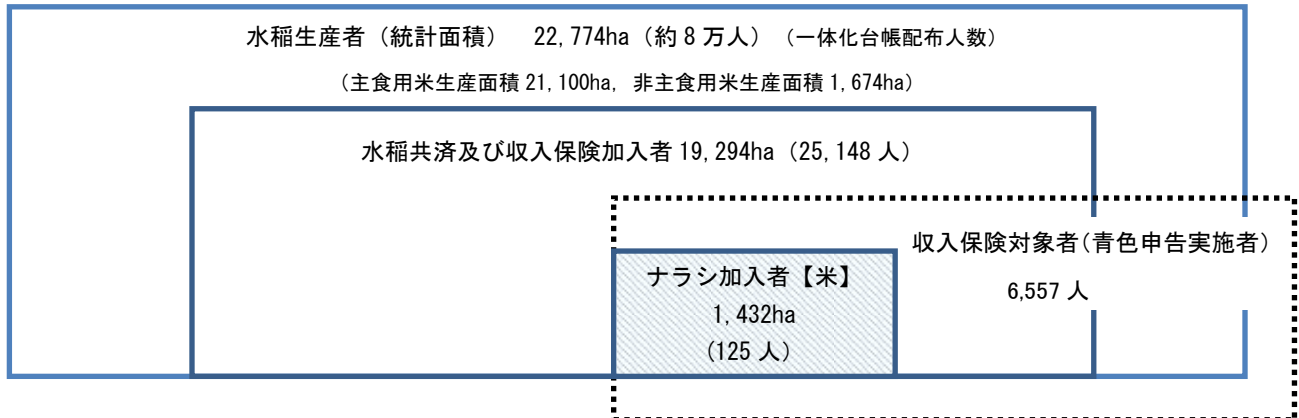 水稲生産者（統計面積）　22,774ha（約８万人）（一体化台帳配布人数）
（主食用米生産面積 21,100ha, 非主食用米生産面積 1,674ha）
水稲共済及び収入保険加入者 19,294ha（25,148 人）
収入保険対象者（青色申告実施者）
6,557 人
ナラシ加入者【米】
1,432ha
（125 人）